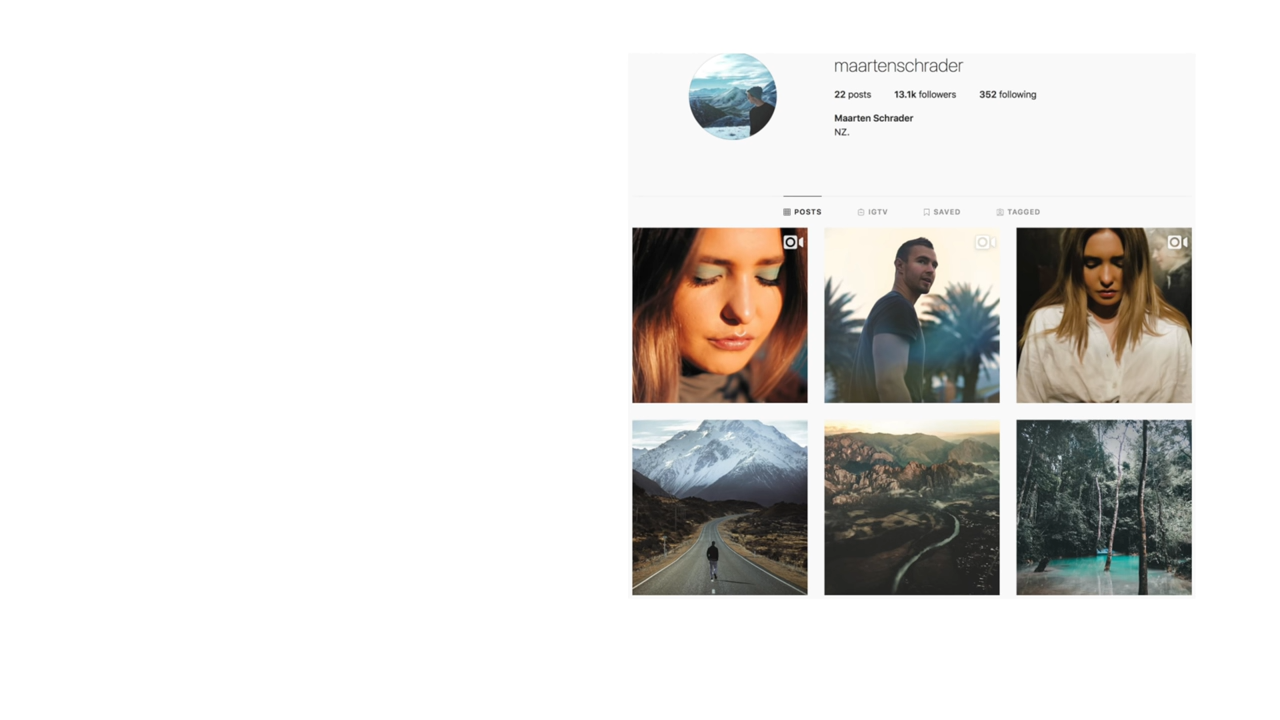 maartenschrader
22 posts 13.1k followers 352 following
Maarten Schrader
NZ.
POSTS IGTV SAVED TAGGED